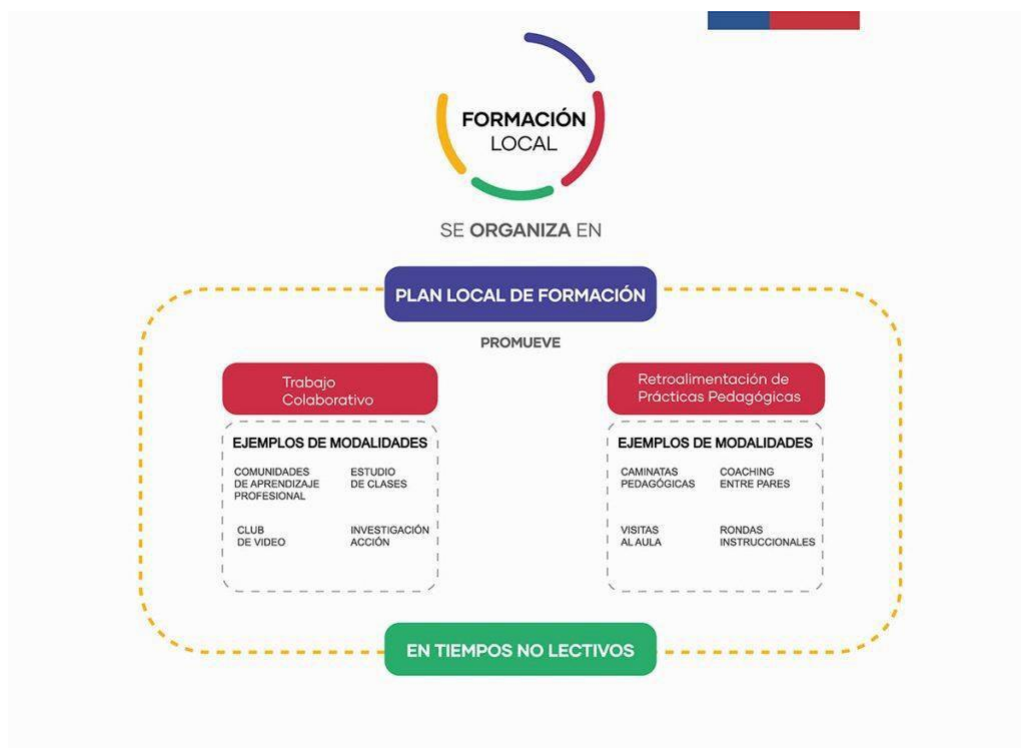 FORMACIÓN
LOCAL
SE ORGANIZA EN
PLAN LOCAL DE FORMACIÓN
PROMUEVE
Trabajo
Colaborativo
EJEMPLOS DE MODALIDADES
COMUNIDADES
DE APRENDIZAJE
PROFESIONAL
ESTUDIO
DE CLASES
CLUB
DE VIDEO
INVESTIGACIÓN
ACCIÓN
Retroalimentación de
Prácticas Pedagógicas
EJEMPLOS DE MODALIDADES
CAMINATAS
PEDAGÓGICAS
COACHING
ENTRE PARES
VISITAS
AL AULA
RONDAS
INSTRUCCIONALES
EN TIEMPOS NO LECTIVOS